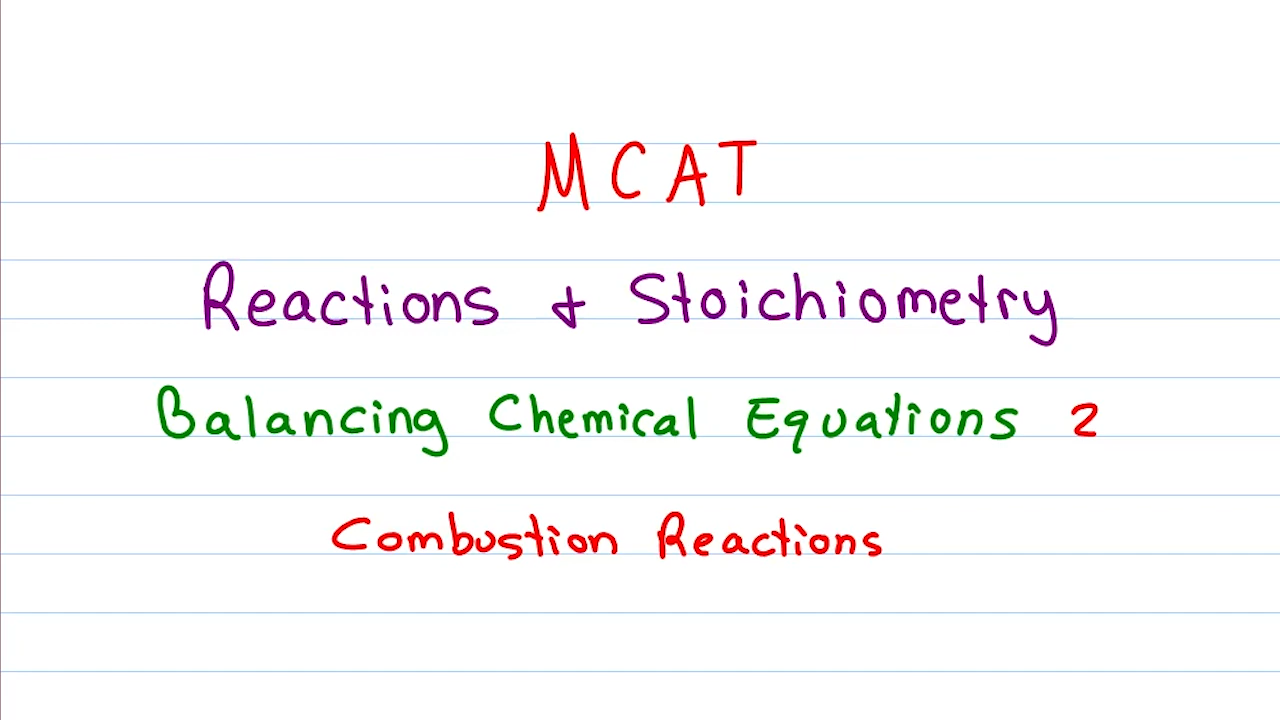 MCAT
Reactions + Stoichiometry
Balancing Chemical Equations 2
Combustion Reactions